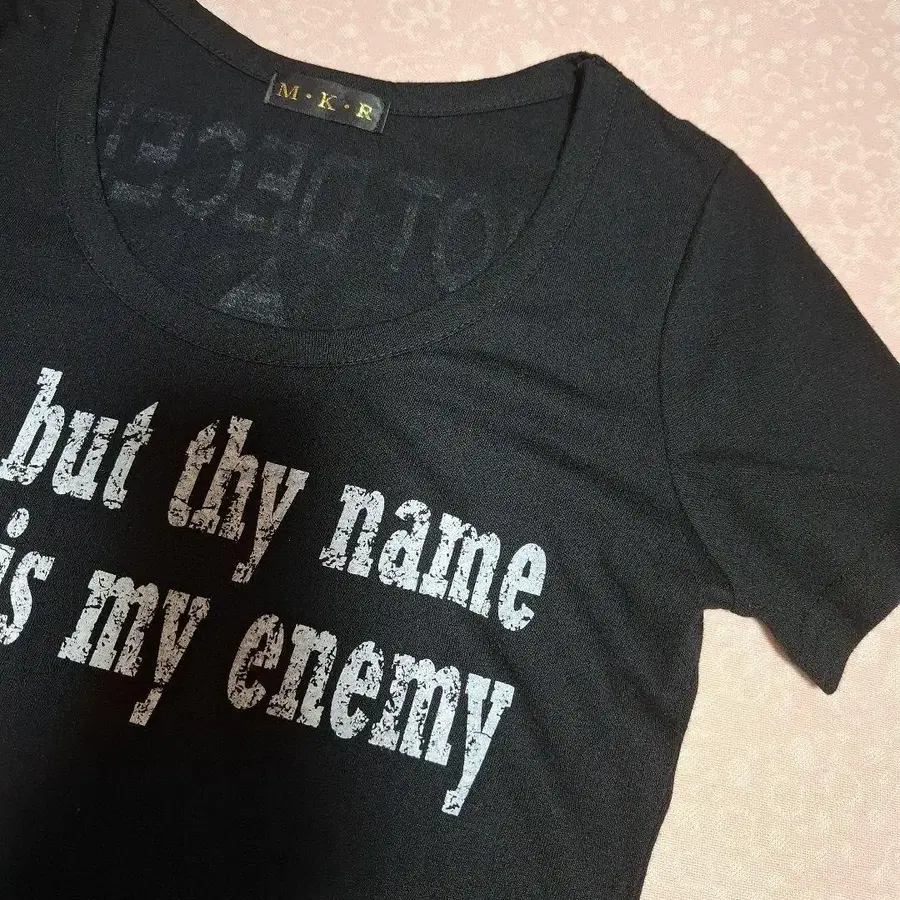 M·K·R
but thy name
is my enemy